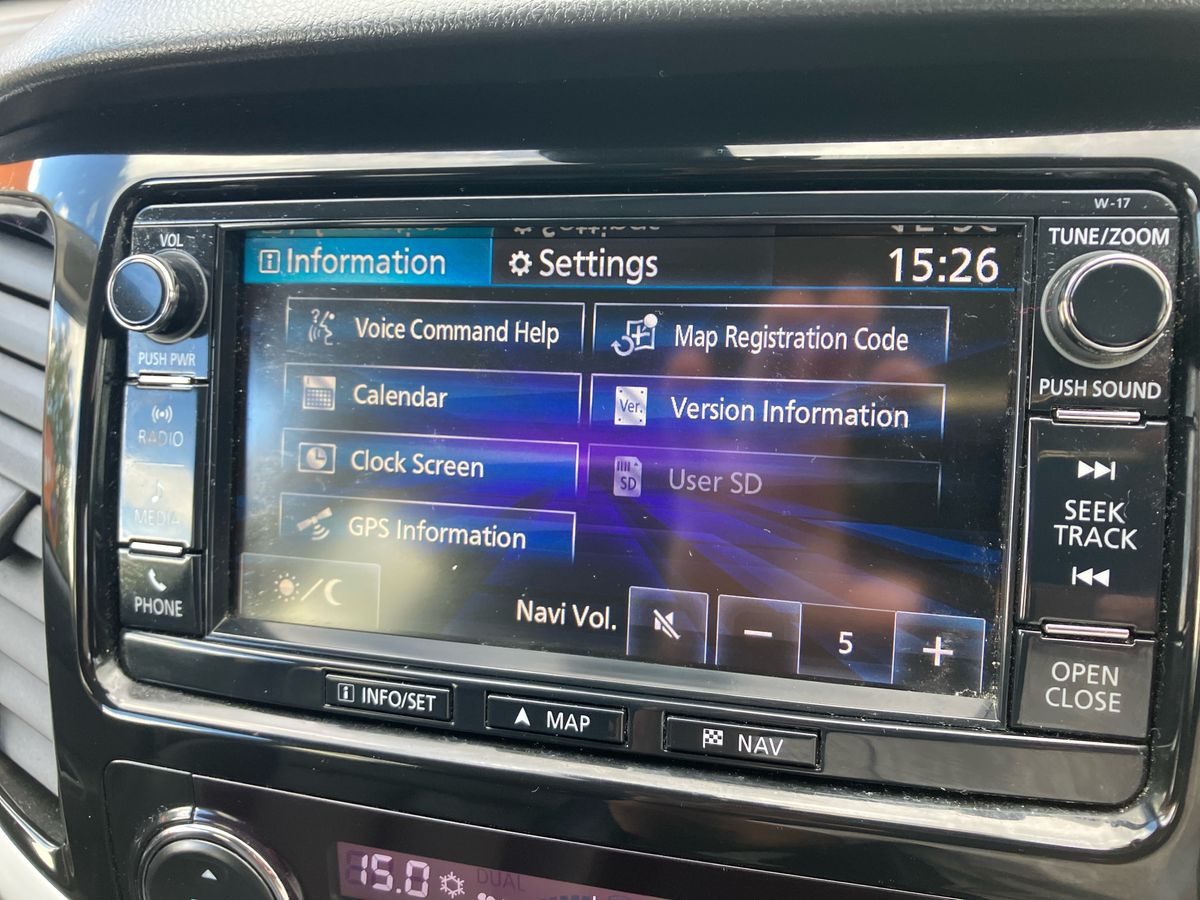 W-17
VOL
TUNE/ZOOM
Information
Settings
15:26
PUSH PWR
PUSH SOUND
Voice Command Help
Map Registration Code
Calendar
Ver.
Version Information
RADIO
Clock Screen
SD
User SD
MEDIA
GPS Information
SEEK
TRACK
PHONE
Navi Vol.
−
5
+
OPEN
CLOSE
INFO/SET
MAP
NAV
15.0
DUAL